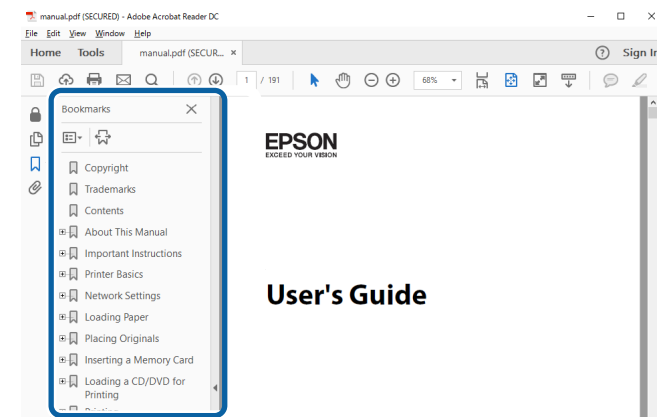 manual.pdf (SECURED) - Adobe Acrobat Reader DC
File Edit View Window Help
Home Tools manual.pdf (SECUR... ×
1 / 191 68%
Bookmarks
Copyright
Trademarks
Contents
About This Manual
Important Instructions
Printer Basics
Network Settings
Loading Paper
Placing Originals
Inserting a Memory Card
Loading a CD/DVD for
Printing
EPSON
EXCEED YOUR VISION
User's Guide
? Sign In